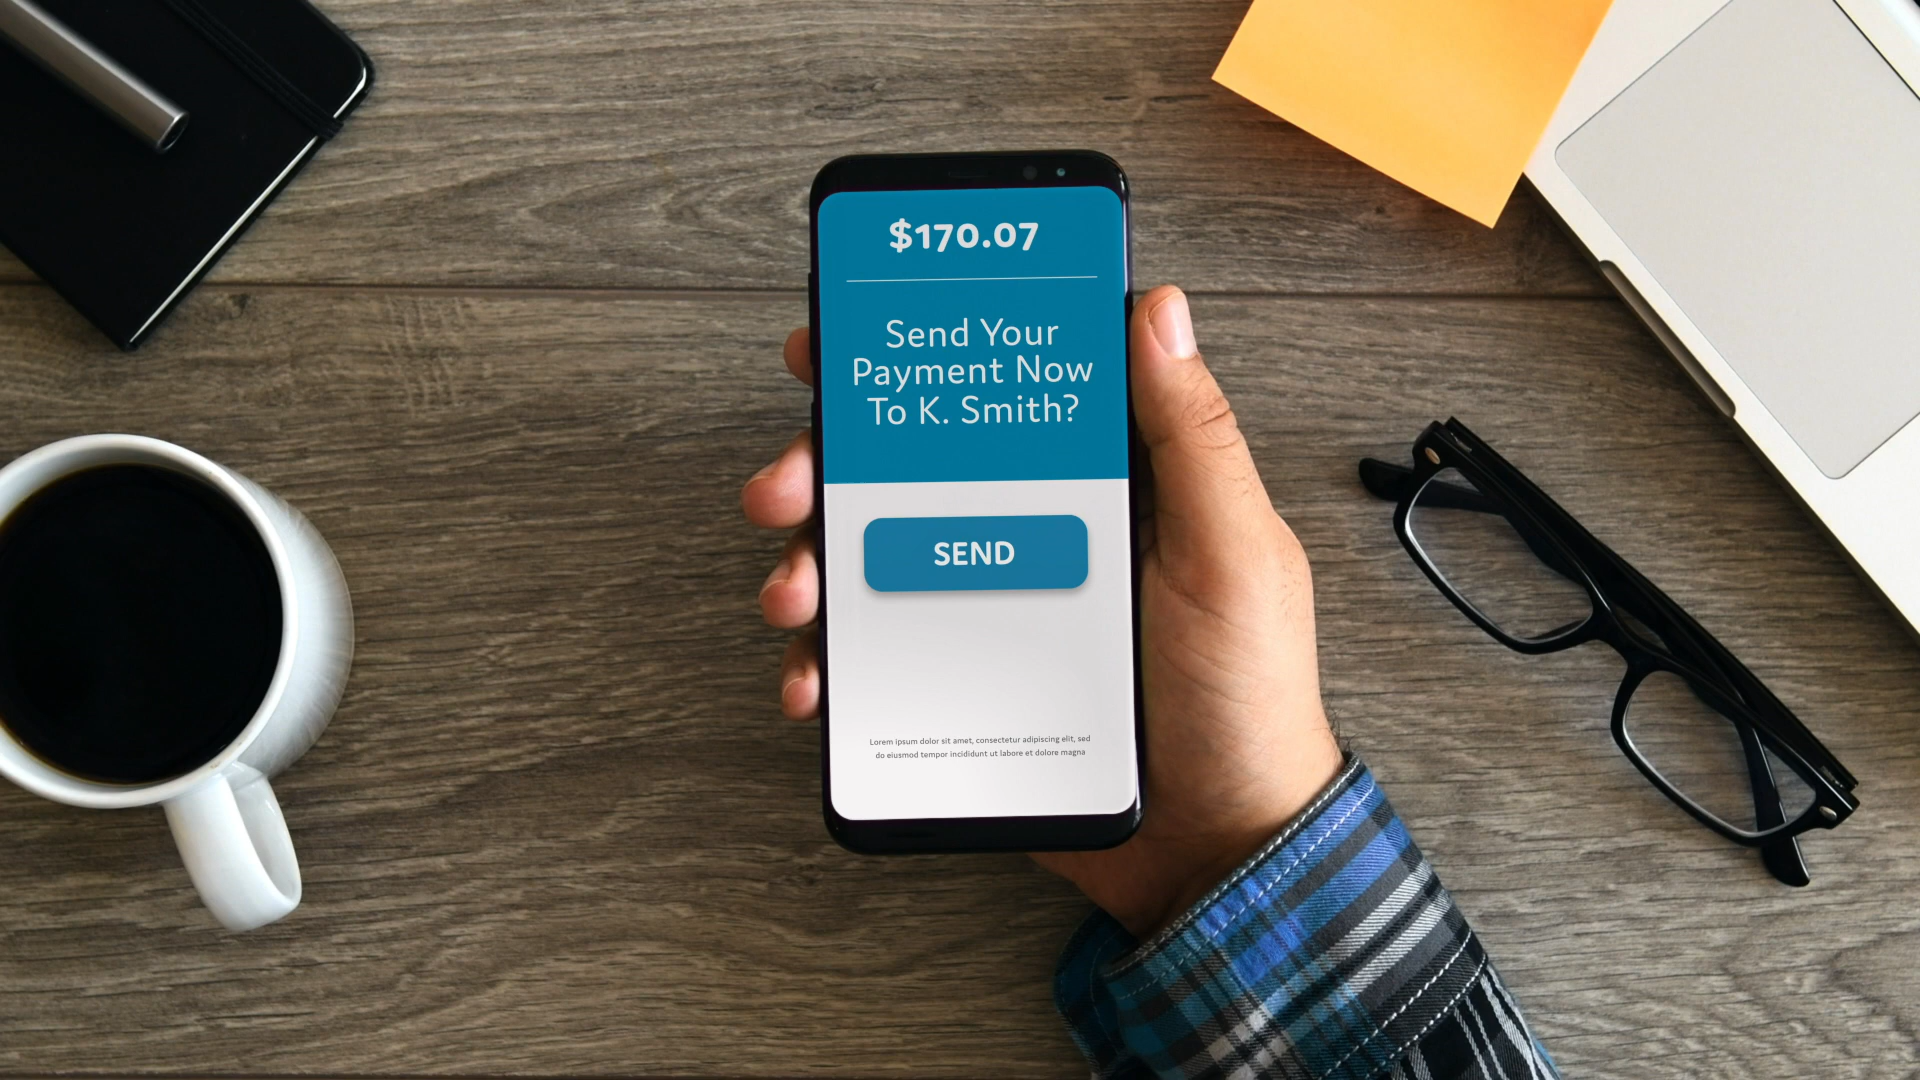 $170.07
Send Your
Payment Now
To K. Smith?
SEND
Lorem ipsum dolor sit amet, consectetur adipiscing elit, sed
do eiusmod tempor incididunt ut labore et dolore magna